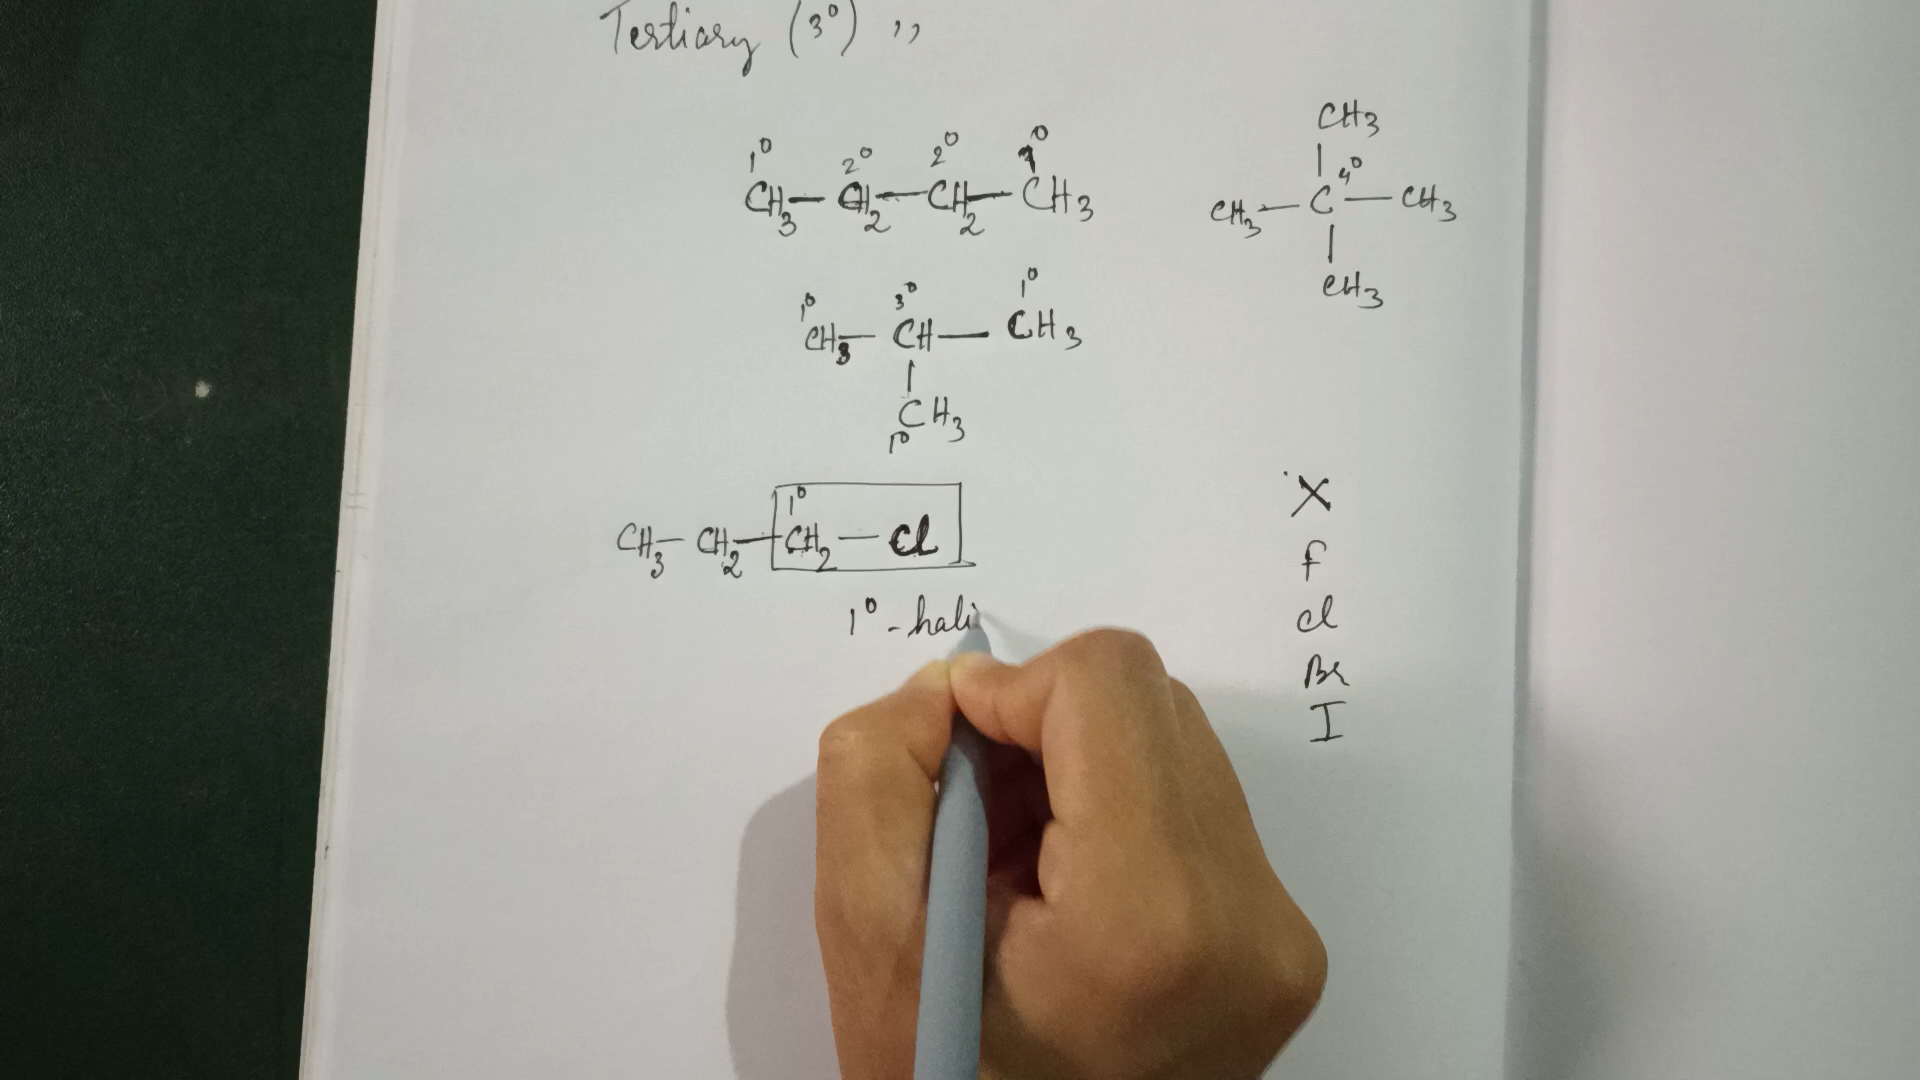 Tertiary (3°) ,,
1° 2° 2° 1°
CH3 — CH2 — CH2 — CH3
CH3
|
CH3 — C 4° — CH3
|
CH3
1° 3° 1°
CH3 — CH — CH3
|
CH3
1°
1°
CH3 — CH2 — CH2 — Cl
1° - hali
X
F
Cl
Br
I